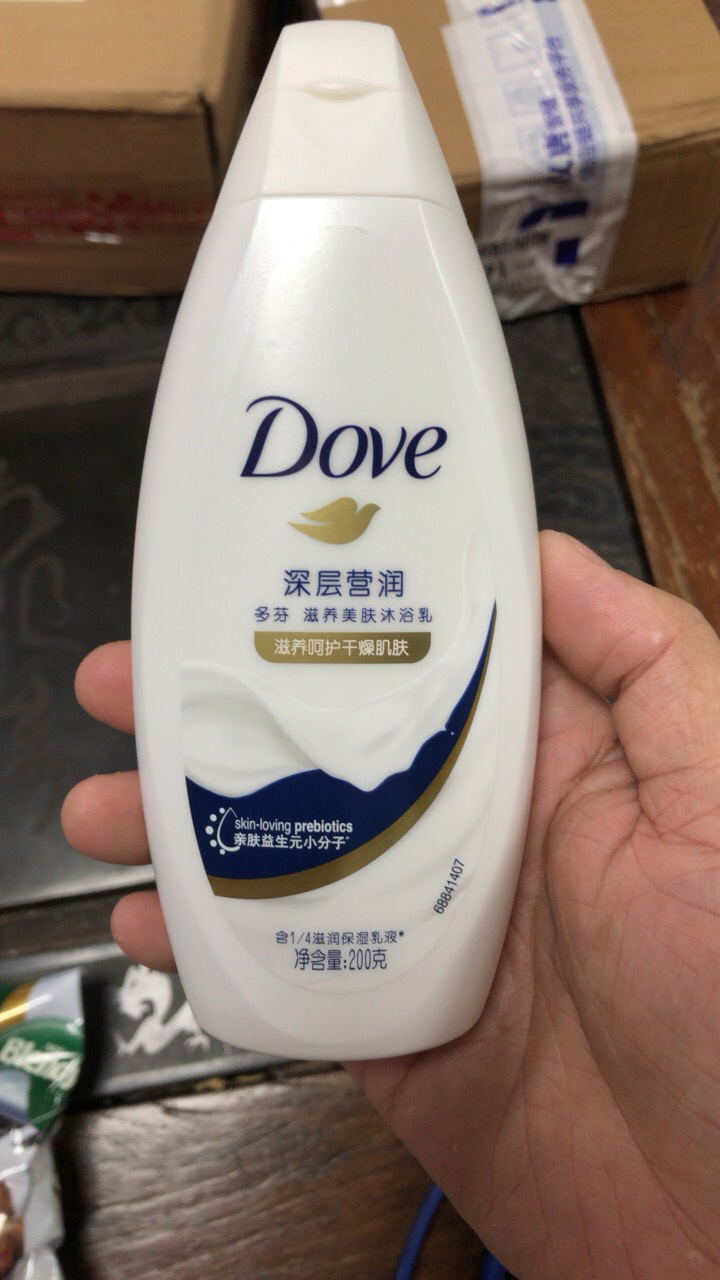 Dove
深层营润
多芬 滋养美肤沐浴乳
滋养呵护干燥肌肤
skin-loving prebiotics
亲肤益生元小分子^
68841407
含1/4滋润保湿乳液*
净含量:200克
Blendy